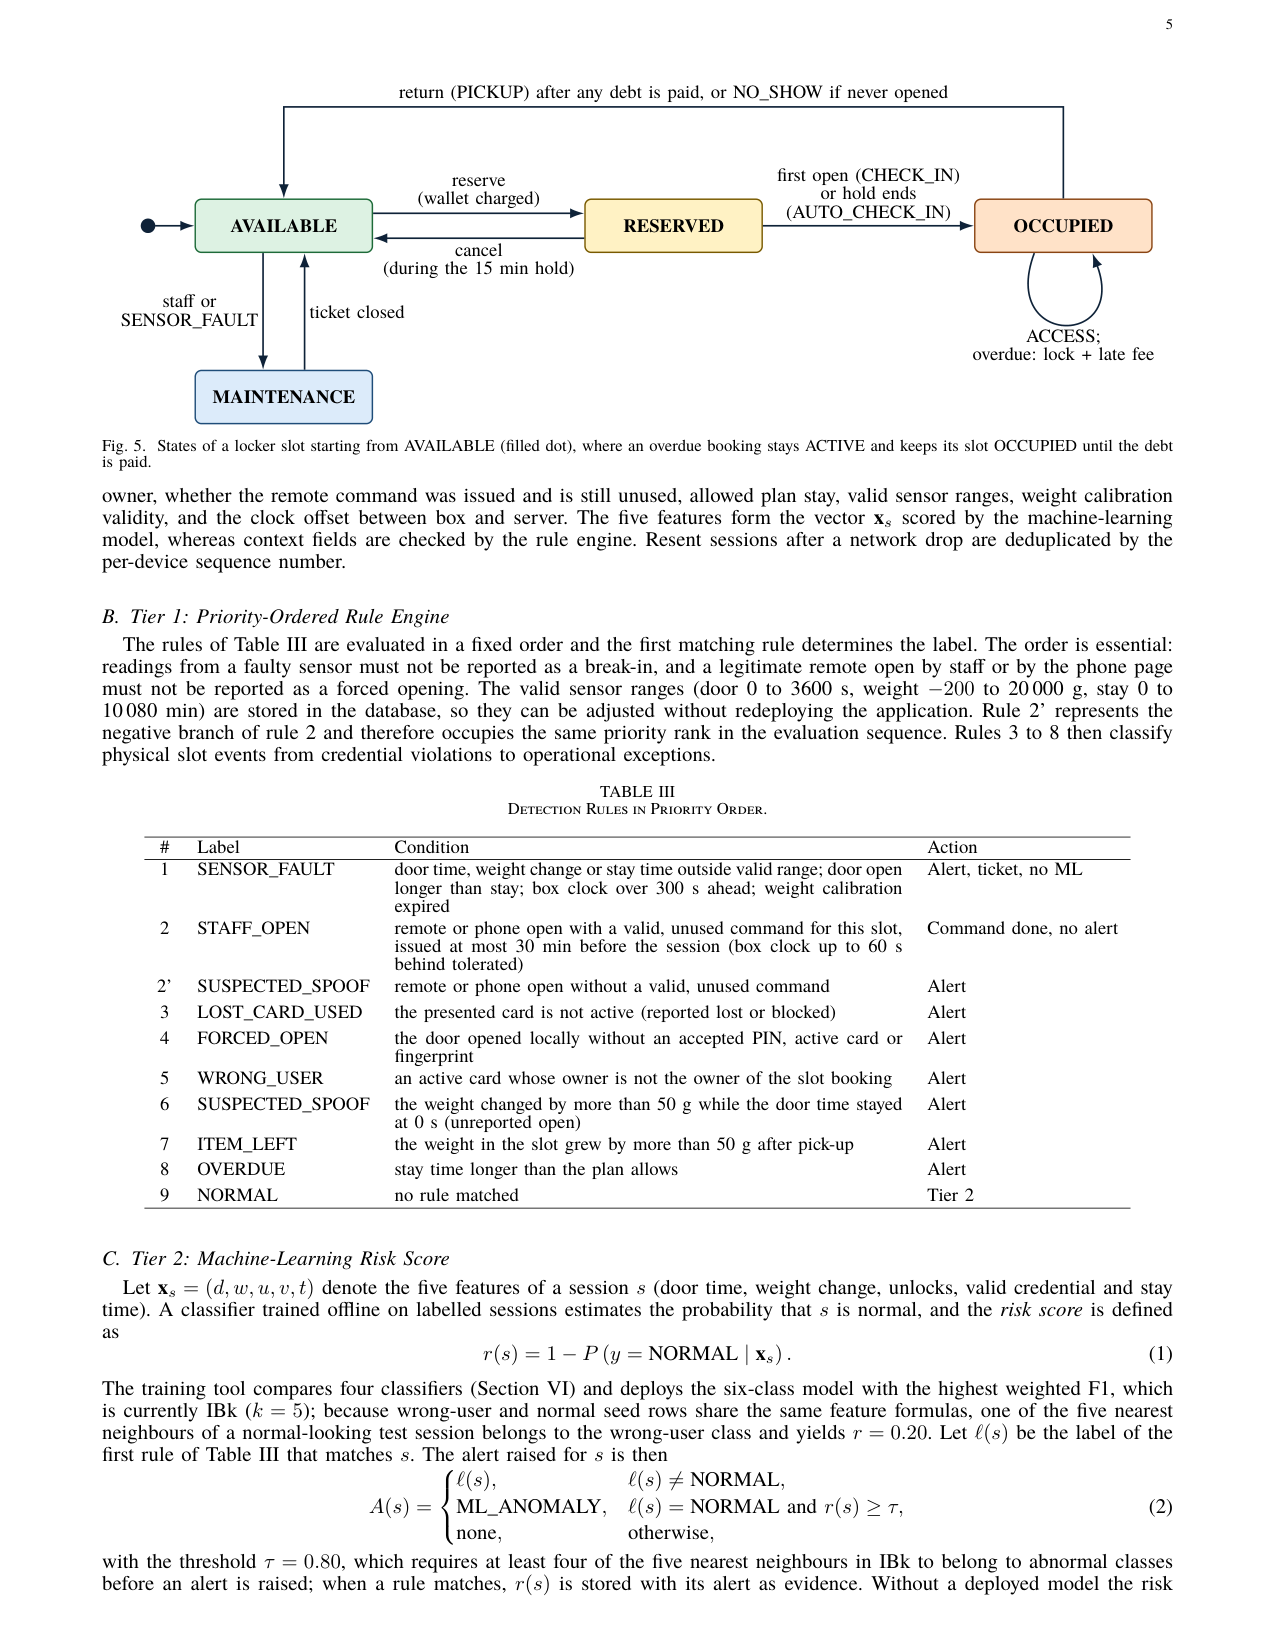 5
return (PICKUP) after any debt is paid, or NO_SHOW if never opened
reserve
(wallet charged)
first open (CHECK_IN)
or hold ends
(AUTO_CHECK_IN)
AVAILABLE
RESERVED
OCCUPIED
cancel
(during the 15 min hold)
staff or
SENSOR_FAULT
ticket closed
ACCESS;
overdue: lock + late fee
MAINTENANCE
Fig. 5. States of a locker slot starting from AVAILABLE (filled dot), where an overdue booking stays ACTIVE and keeps its slot OCCUPIED until the debt
is paid.
owner, whether the remote command was issued and is still unused, allowed plan stay, valid sensor ranges, weight calibration
validity, and the clock offset between box and server. The five features form the vector x_s scored by the machine-learning
model, whereas context fields are checked by the rule engine. Resent sessions after a network drop are deduplicated by the
per-device sequence number.
B. Tier 1: Priority-Ordered Rule Engine
The rules of Table III are evaluated in a fixed order and the first matching rule determines the label. The order is essential:
readings from a faulty sensor must not be reported as a break-in, and a legitimate remote open by staff or by the phone page
must not be reported as a forced opening. The valid sensor ranges (door 0 to 3600 s, weight −200 to 20 000 g, stay 0 to
10 080 min) are stored in the database, so they can be adjusted without redeploying the application. Rule 2' represents the
negative branch of rule 2 and therefore occupies the same priority rank in the evaluation sequence. Rules 3 to 8 then classify
physical slot events from credential violations to operational exceptions.
TABLE III
DETECTION RULES IN PRIORITY ORDER.
# Label Condition Action
1 SENSOR_FAULT door time, weight change or stay time outside valid range; door open Alert, ticket, no ML
longer than stay; box clock over 300 s ahead; weight calibration
expired
2 STAFF_OPEN remote or phone open with a valid, unused command for this slot, Command done, no alert
issued at most 30 min before the session (box clock up to 60 s
behind tolerated)
2' SUSPECTED_SPOOF remote or phone open without a valid, unused command Alert
3 LOST_CARD_USED the presented card is not active (reported lost or blocked) Alert
4 FORCED_OPEN the door opened locally without an accepted PIN, active card or Alert
fingerprint
5 WRONG_USER an active card whose owner is not the owner of the slot booking Alert
6 SUSPECTED_SPOOF the weight changed by more than 50 g while the door time stayed Alert
at 0 s (unreported open)
7 ITEM_LEFT the weight in the slot grew by more than 50 g after pick-up Alert
8 OVERDUE stay time longer than the plan allows Alert
9 NORMAL no rule matched Tier 2
C. Tier 2: Machine-Learning Risk Score
Let x_s = (d, w, u, v, t) denote the five features of a session s (door time, weight change, unlocks, valid credential and stay
time). A classifier trained offline on labelled sessions estimates the probability that s is normal, and the risk score is defined
as
r(s) = 1 − P (y = NORMAL | x_s) . (1)
The training tool compares four classifiers (Section VI) and deploys the six-class model with the highest weighted F1, which
is currently IBk (k = 5); because wrong-user and normal seed rows share the same feature formulas, one of the five nearest
neighbours of a normal-looking test session belongs to the wrong-user class and yields r = 0.20. Let ℓ(s) be the label of the
first rule of Table III that matches s. The alert raised for s is then
ℓ(s), ℓ(s) ≠ NORMAL,
A(s) = { ML_ANOMALY, ℓ(s) = NORMAL and r(s) ≥ τ, (2)
none, otherwise,
with the threshold τ = 0.80, which requires at least four of the five nearest neighbours in IBk to belong to abnormal classes
before an alert is raised; when a rule matches, r(s) is stored with its alert as evidence. Without a deployed model the risk